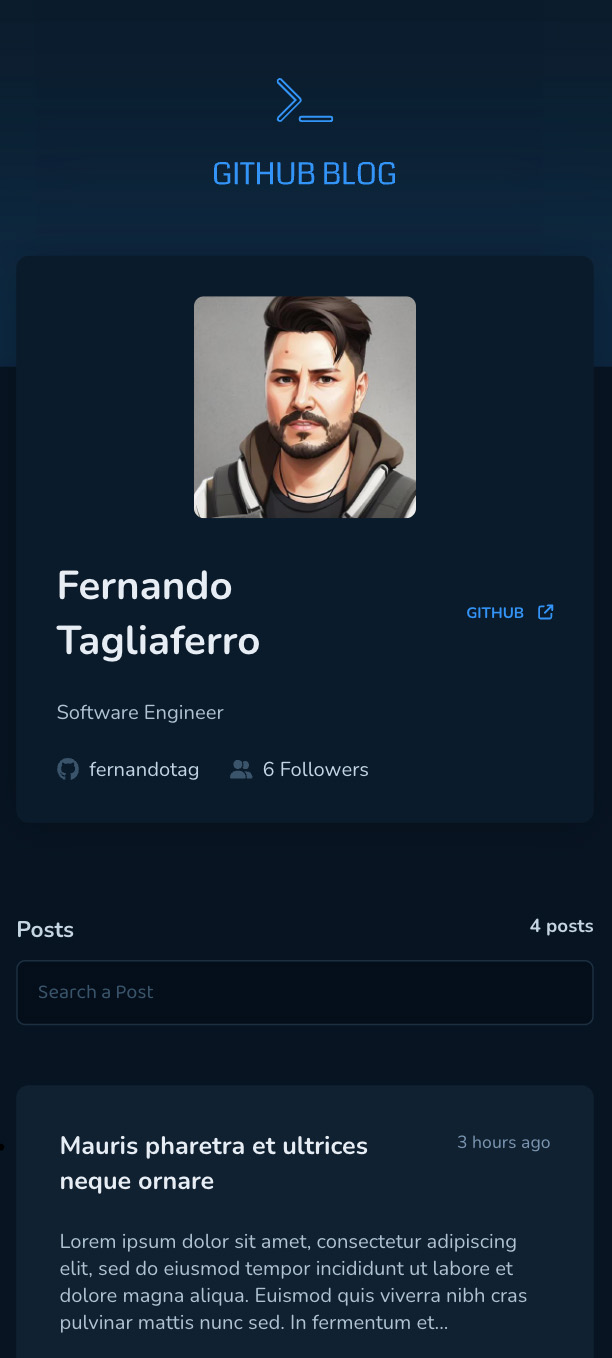 GITHUB BLOG
Fernando
Tagliaferro
GITHUB
Software Engineer
fernandotag
6 Followers
Posts
4 posts
Search a Post
Mauris pharetra et ultrices
neque ornare
3 hours ago
Lorem ipsum dolor sit amet, consectetur adipiscing
elit, sed do eiusmod tempor incididunt ut labore et
dolore magna aliqua. Euismod quis viverra nibh cras
pulvinar mattis nunc sed. In fermentum et...